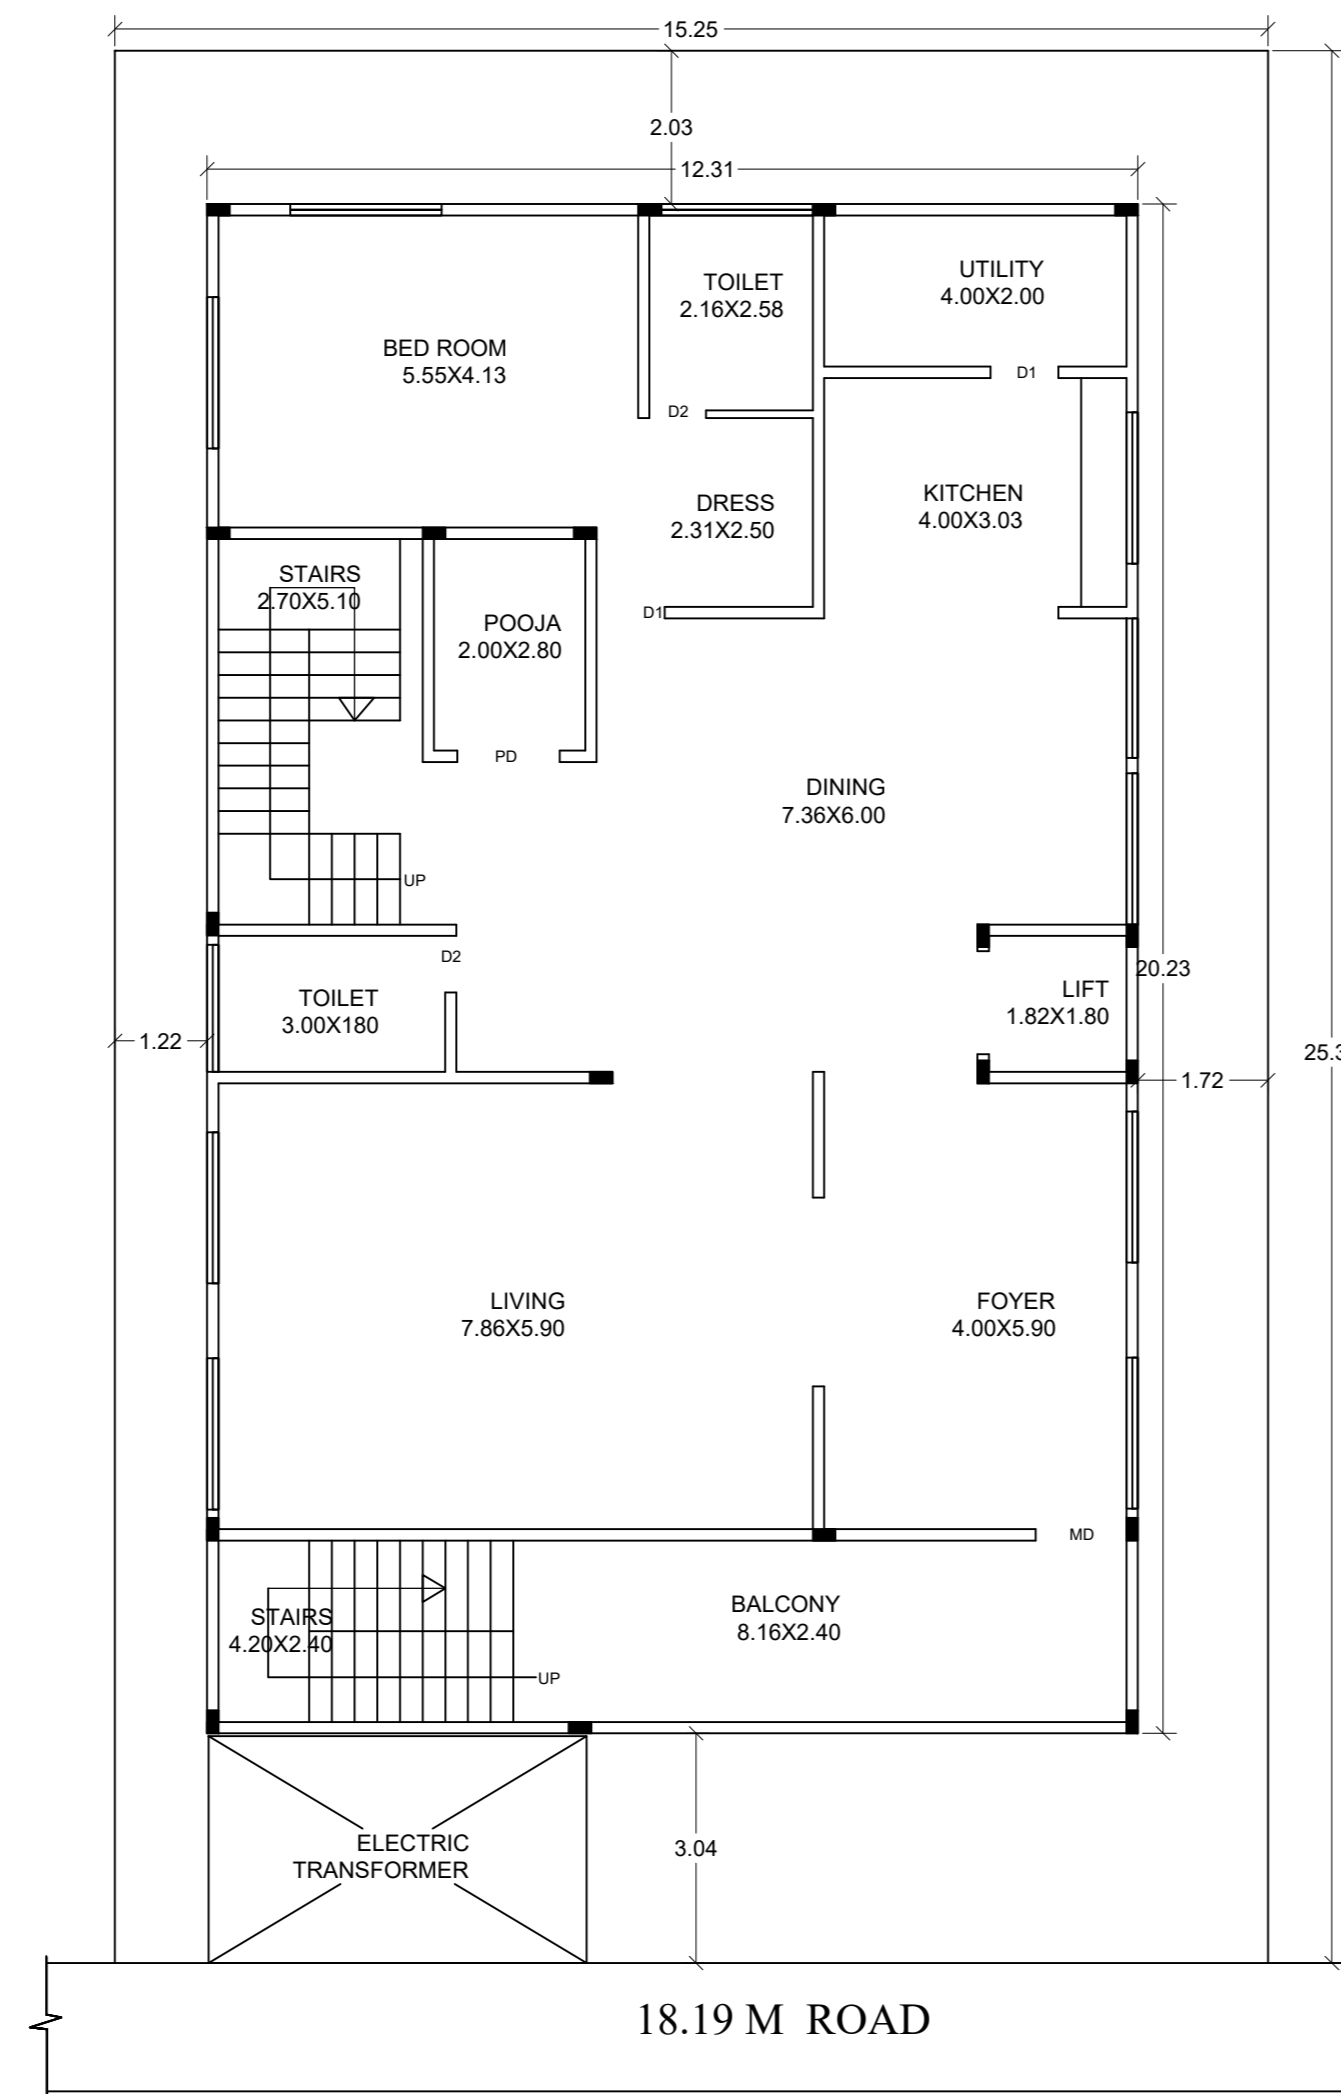 15.25
2.03
12.31
TOILET
2.16X2.58
UTILITY
4.00X2.00
BED ROOM
5.55X4.13
D1
D2
DRESS
2.31X2.50
KITCHEN
4.00X3.03
STAIRS
2.70X5.10
D1
POOJA
2.00X2.80
PD
DINING
7.36X6.00
UP
D2
20.23
TOILET
3.00X180
LIFT
1.82X1.80
1.22
25.3
1.72
LIVING
7.86X5.90
FOYER
4.00X5.90
MD
BALCONY
8.16X2.40
STAIRS
4.20X2.40
UP
ELECTRIC
TRANSFORMER
3.04
18.19 M ROAD